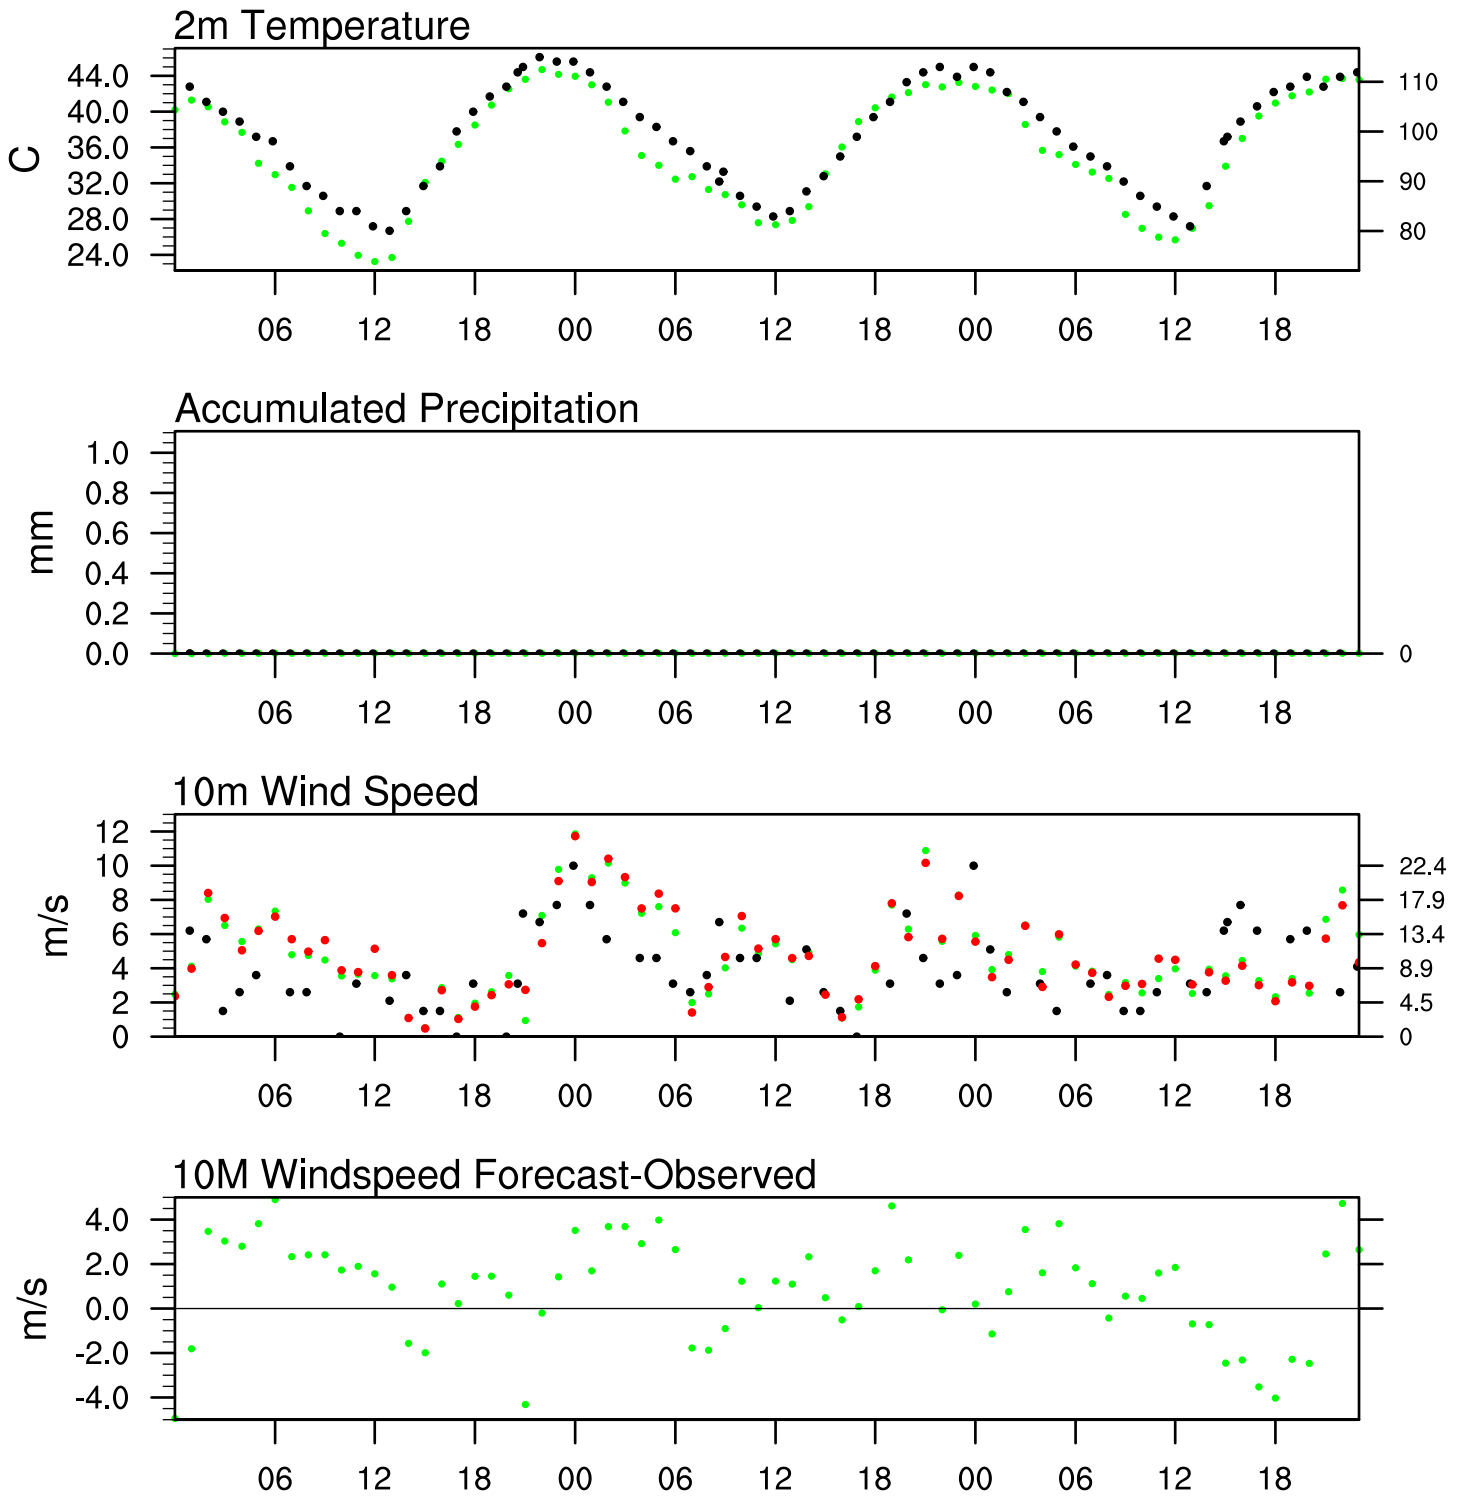 2m Temperature
44.0
40.0
36.0
32.0
28.0
24.0
C
110
100
90
80
06 12 18 00 06 12 18 00 06 12 18
Accumulated Precipitation
1.0
0.8
0.6
0.4
0.2
0.0
mm
0
06 12 18 00 06 12 18 00 06 12 18
10m Wind Speed
12
10
8
6
4
2
0
m/s
22.4
17.9
13.4
8.9
4.5
0
06 12 18 00 06 12 18 00 06 12 18
10M Windspeed Forecast-Observed
4.0
2.0
0.0
-2.0
-4.0
m/s
06 12 18 00 06 12 18 00 06 12 18